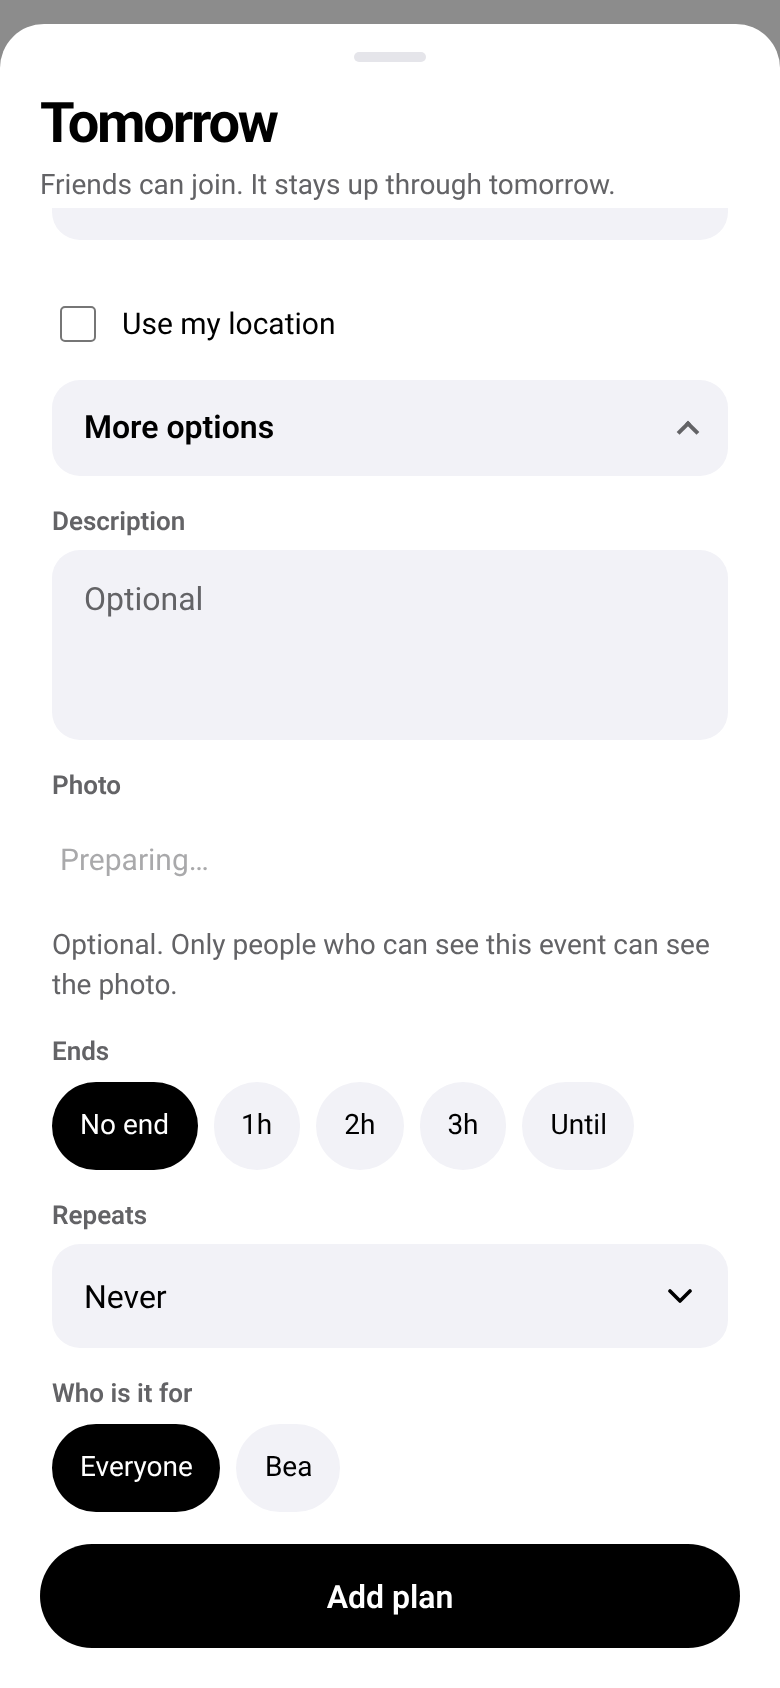 Tomorrow
Friends can join. It stays up through tomorrow.
Use my location
More options
Description
Optional
Photo
Preparing...
Optional. Only people who can see this event can see
the photo.
Ends
No end 1h 2h 3h Until
Repeats
Never
Who is it for
Everyone Bea
Add plan